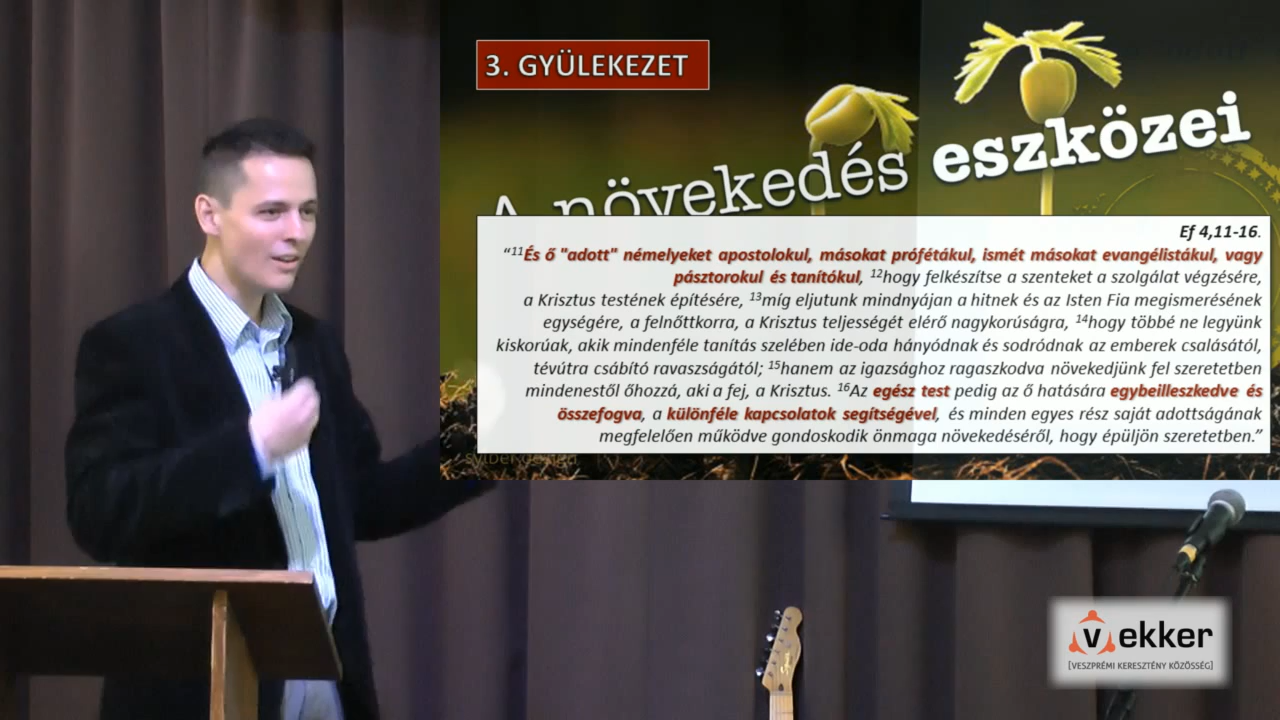 3. GYÜLEKEZET
A növekedés eszközei
Ef 4,11-16.
“11És ő "adott" némelyeket apostolokul, másokat prófétákul, ismét másokat evangélistákul, vagy
pásztorokul és tanítókul, 12hogy felkészítse a szenteket a szolgálat végzésére,
a Krisztus testének építésére, 13míg eljutunk mindnyájan a hitnek és az Isten Fia megismerésének
egységére, a felnőttkorra, a Krisztus teljességét elérő nagykorúságra, 14hogy többé ne legyünk
kiskorúak, akik mindenféle tanítás szelében ide-oda hányódnak és sodródnak az emberek csalásától,
tévútra csábító ravaszságától; 15hanem az igazsághoz ragaszkodva növekedjünk fel szeretetben
mindenestől őhozzá, aki a fej, a Krisztus. 16Az egész test pedig az ő hatására egybeilleszkedve és
összefogva, a különféle kapcsolatok segítségével, és minden egyes rész saját adottságának
megfelelően működve gondoskodik önmaga növekedéséről, hogy épüljön szeretetben.”
vekker
[VESZPRÉMI KERESZTÉNY KÖZÖSSÉG]